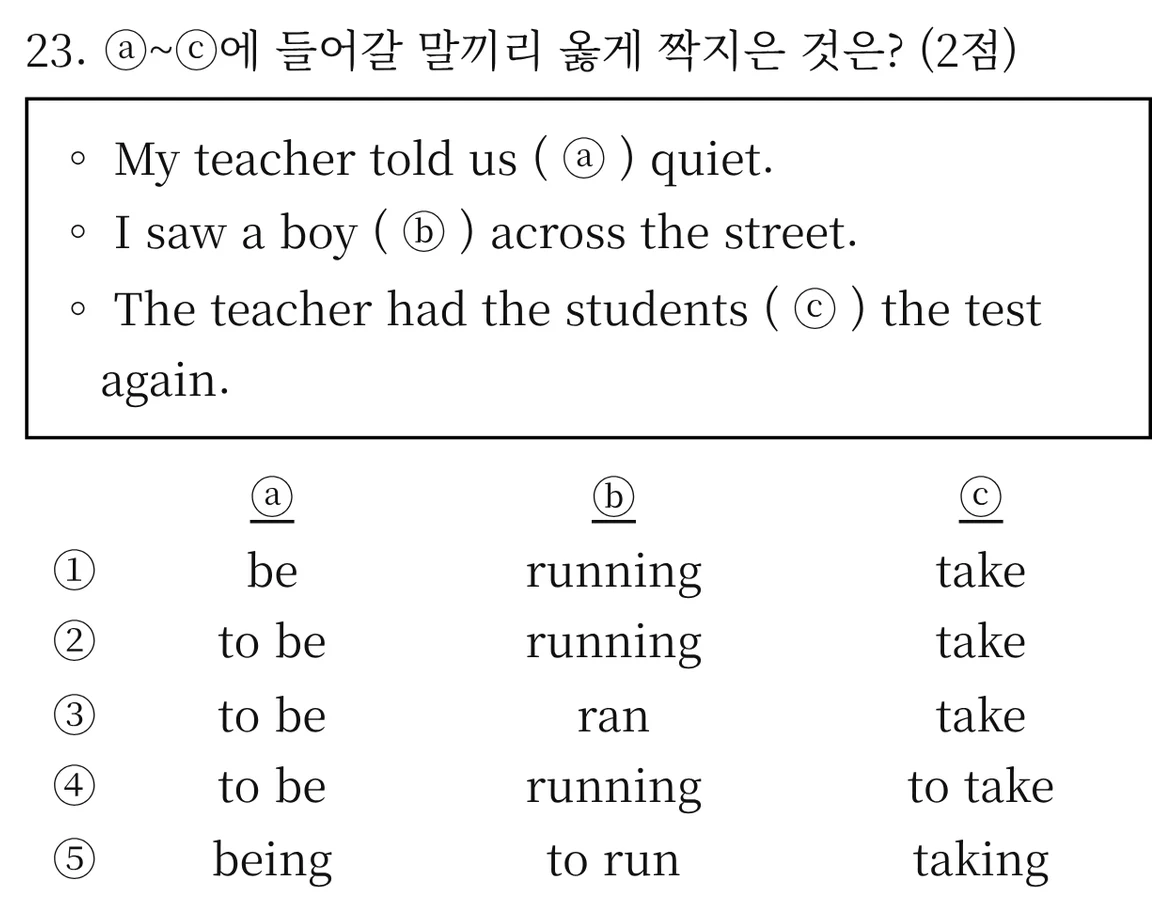 23. ⓐ~ⓒ에 들어갈 말끼리 옳게 짝지은 것은? (2점)
◦ My teacher told us ( ⓐ ) quiet.
◦ I saw a boy ( ⓑ ) across the street.
◦ The teacher had the students ( ⓒ ) the test
again.
ⓐ ⓑ ⓒ
① be running take
② to be running take
③ to be ran take
④ to be running to take
⑤ being to run taking